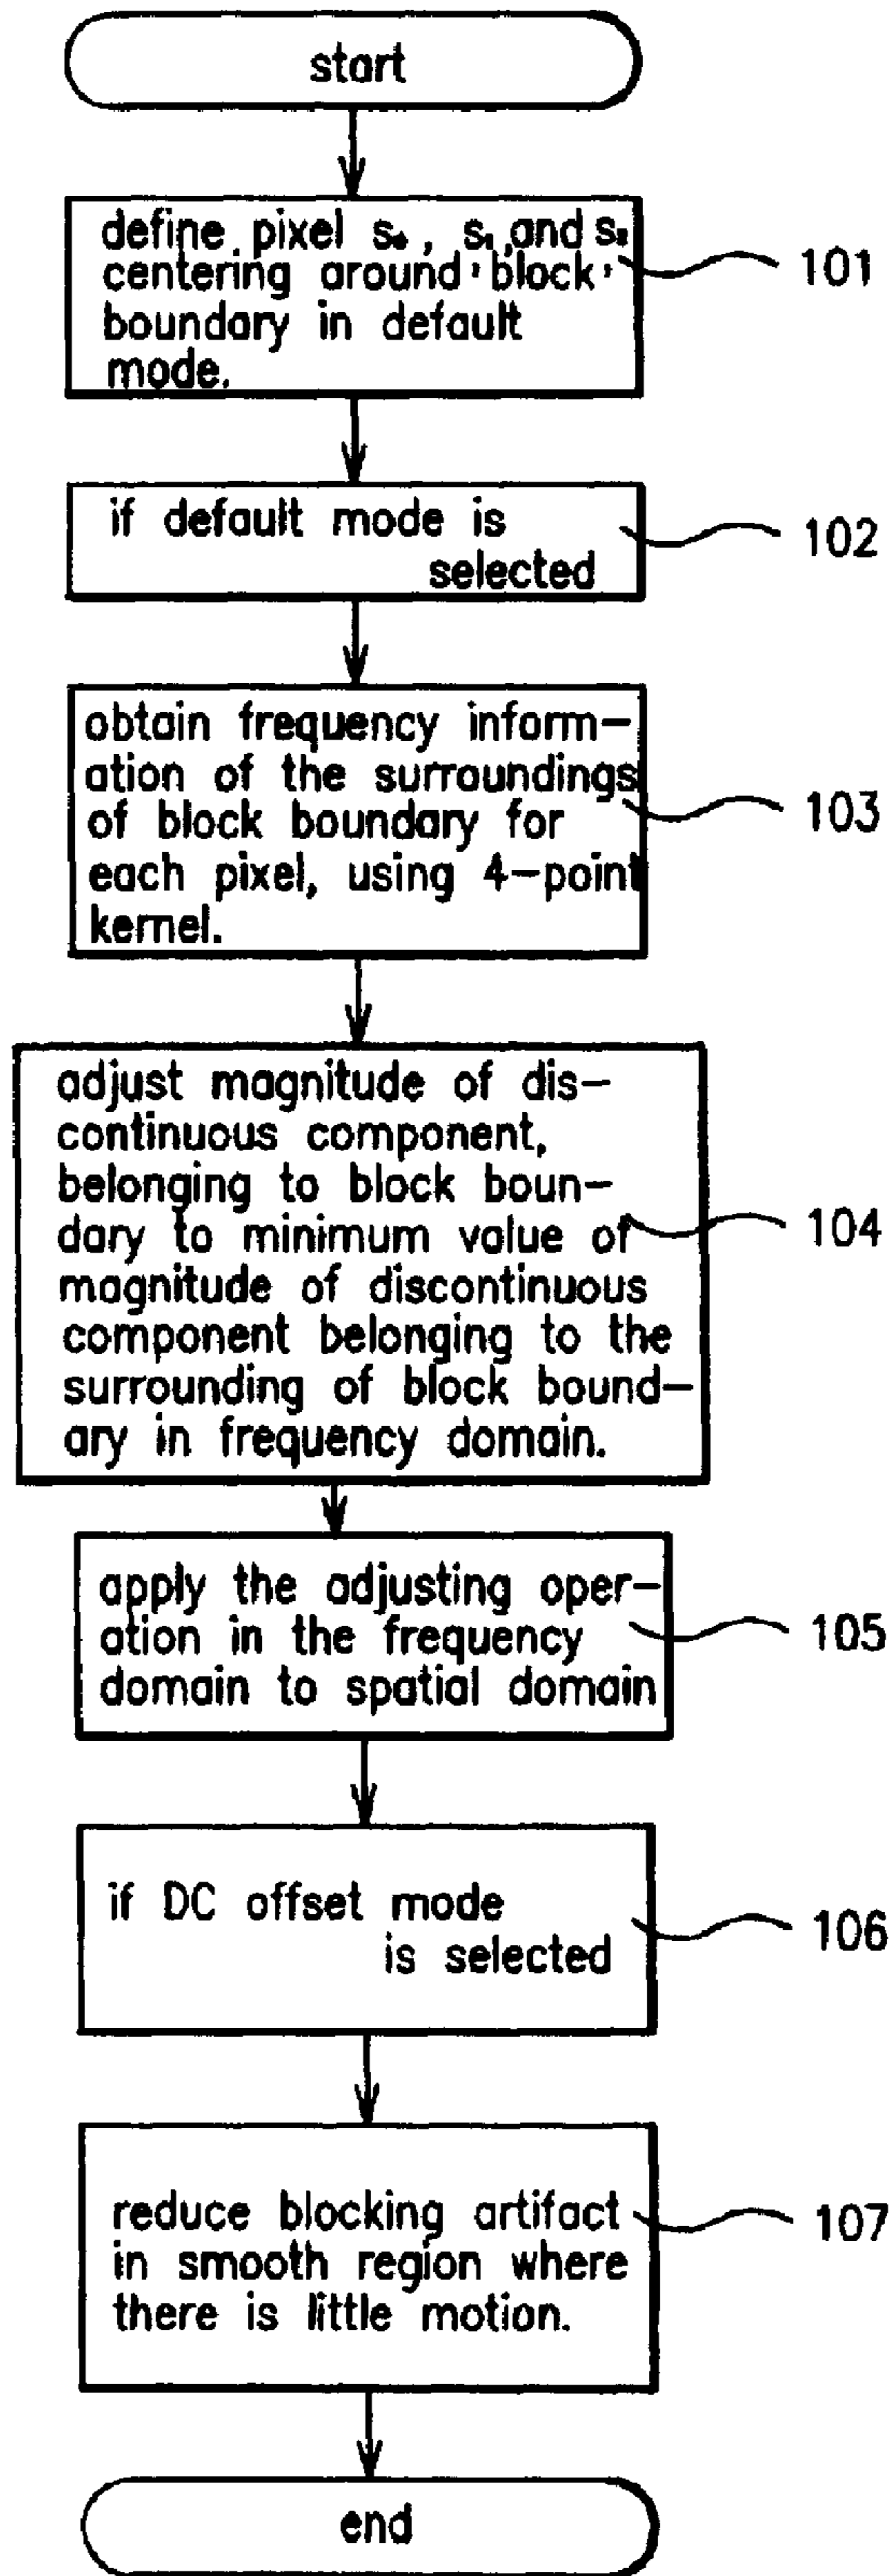 start
define pixel s₀, s₁, and s₂
centering around block
boundary in default
mode.
101
if default mode is
selected
102
obtain frequency inform-
ation of the surroundings
of block boundary for
each pixel, using 4-point
kernel.
103
adjust magnitude of dis-
continuous component,
belonging to block boun-
dary to minimum value of
magnitude of discontinuous
component belonging to the
surrounding of block bound-
ary in frequency domain.
104
apply the adjusting oper-
ation in the frequency
domain to spatial domain
105
if DC offset mode
is selected
106
reduce blocking artifact
in smooth region where
there is little motion.
107
end